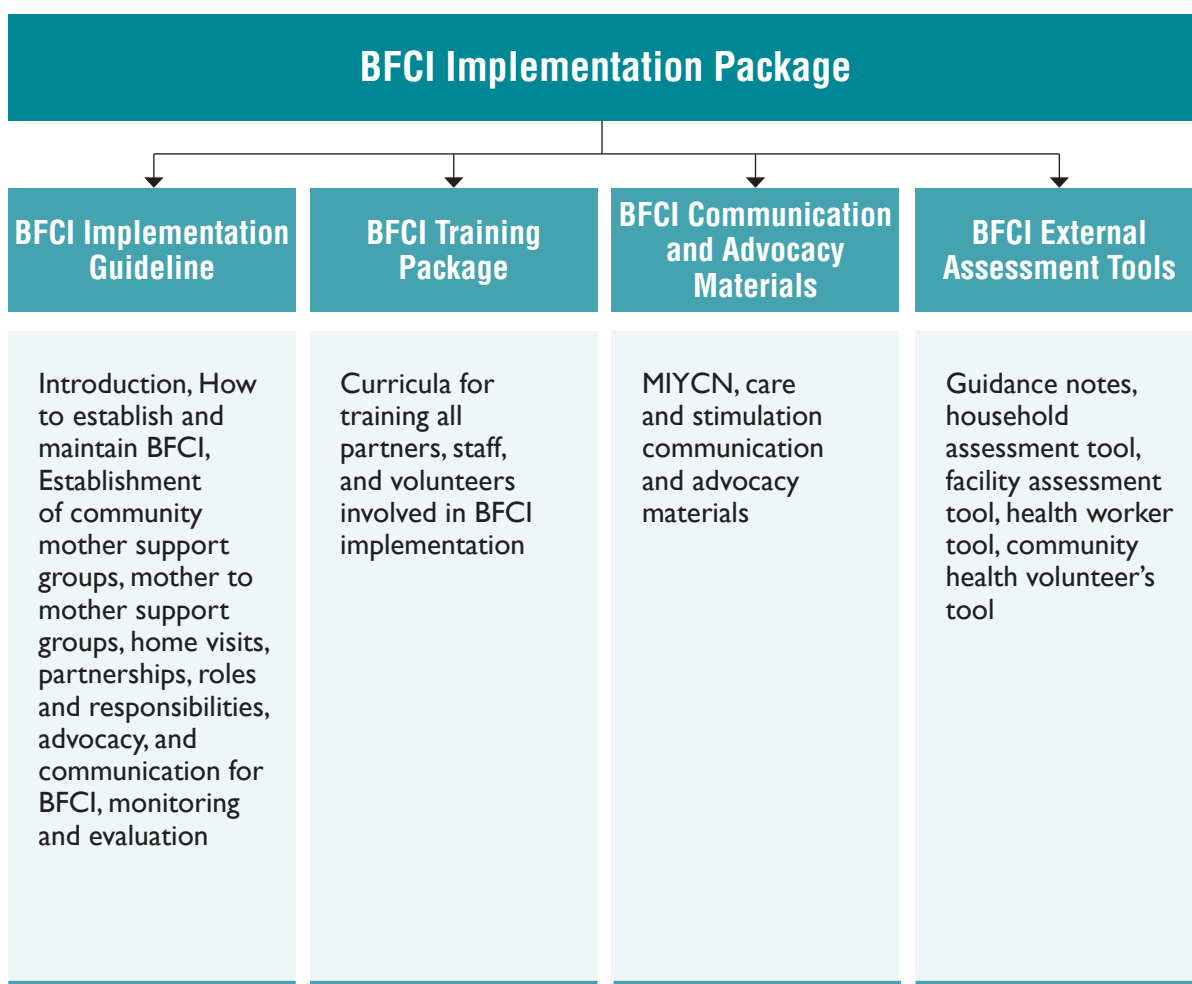 BFCI Implementation Package
BFCI Implementation
Guideline
BFCI Training
Package
BFCI Communication
and Advocacy
Materials
BFCI External
Assessment Tools
Introduction, How
to establish and
maintain BFCI,
Establishment
of community
mother support
groups, mother to
mother support
groups, home visits,
partnerships, roles
and responsibilities,
advocacy, and
communication for
BFCI, monitoring
and evaluation
Curricula for
training all
partners, staff,
and volunteers
involved in BFCI
implementation
MIYCN, care
and stimulation
communication
and advocacy
materials
Guidance notes,
household
assessment tool,
facility assessment
tool, health worker
tool, community
health volunteer’s
tool